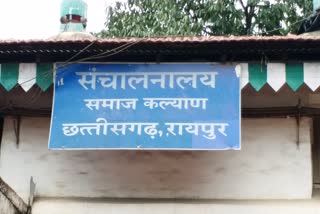 संचालनालय
समाज कल्याण
छत्तीसगढ़, रायपुर